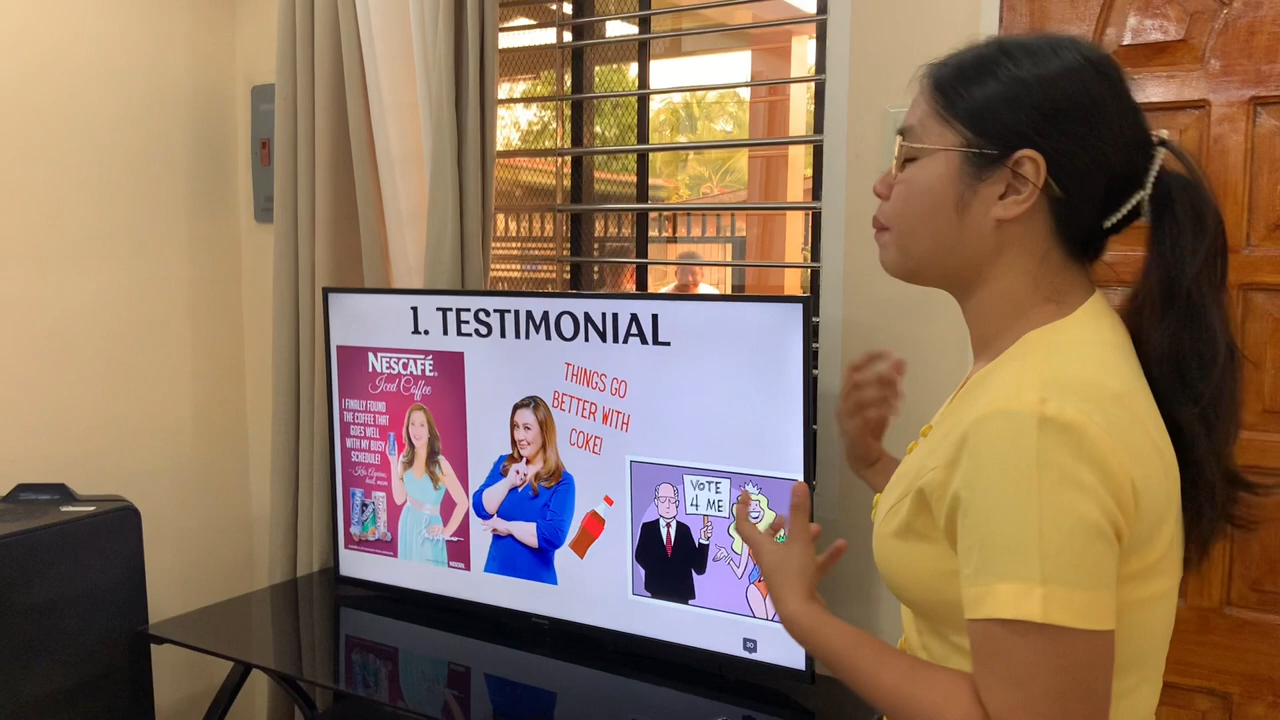 1. TESTIMONIAL
NESCAFÉ
Iced Coffee
I FINALLY FOUND
THE COFFEE THAT
GOES WELL
WITH MY BUSY
SCHEDULE!
THINGS GO
BETTER WITH
COKE!
VOTE
4 ME
NESCAFÉ
30